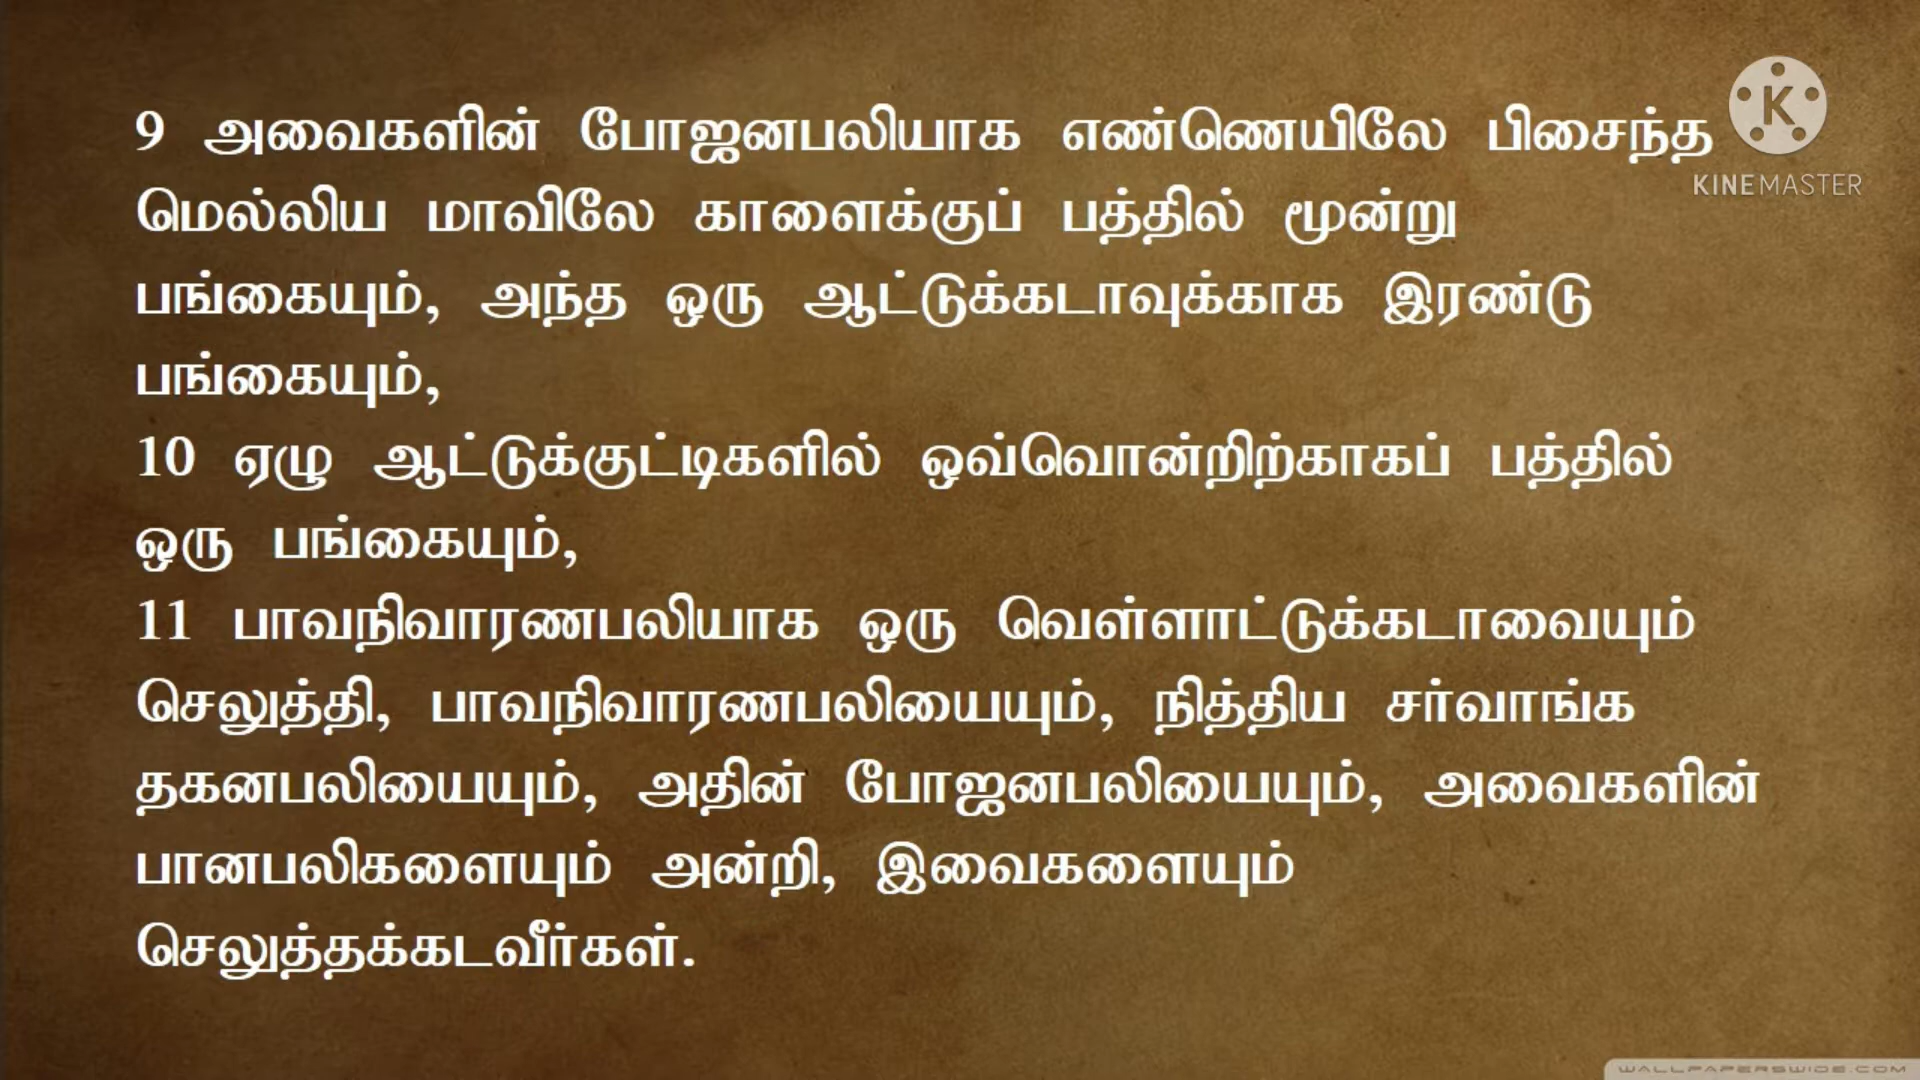 9 அவைகளின் போஜனபலியாக எண்ணெயிலே பிசைந்த
மெல்லிய மாவிலே காளைக்குப் பத்தில் மூன்று
பங்கையும், அந்த ஒரு ஆட்டுக்கடாவுக்காக இரண்டு
பங்கையும்,
10 ஏழு ஆட்டுக்குட்டிகளில் ஒவ்வொன்றிற்காகப் பத்தில்
ஒரு பங்கையும்,
11 பாவநிவாரணபலியாக ஒரு வெள்ளாட்டுக்கடாவையும்
செலுத்தி, பாவநிவாரணபலியையும், நித்திய சர்வாங்க
தகனபலியையும், அதின் போஜனபலியையும், அவைகளின்
பானபலிகளையும் அன்றி, இவைகளையும்
செலுத்தக்கடவீர்கள்.
K
KINEMASTER
WALLPAPERSWIDE.COM